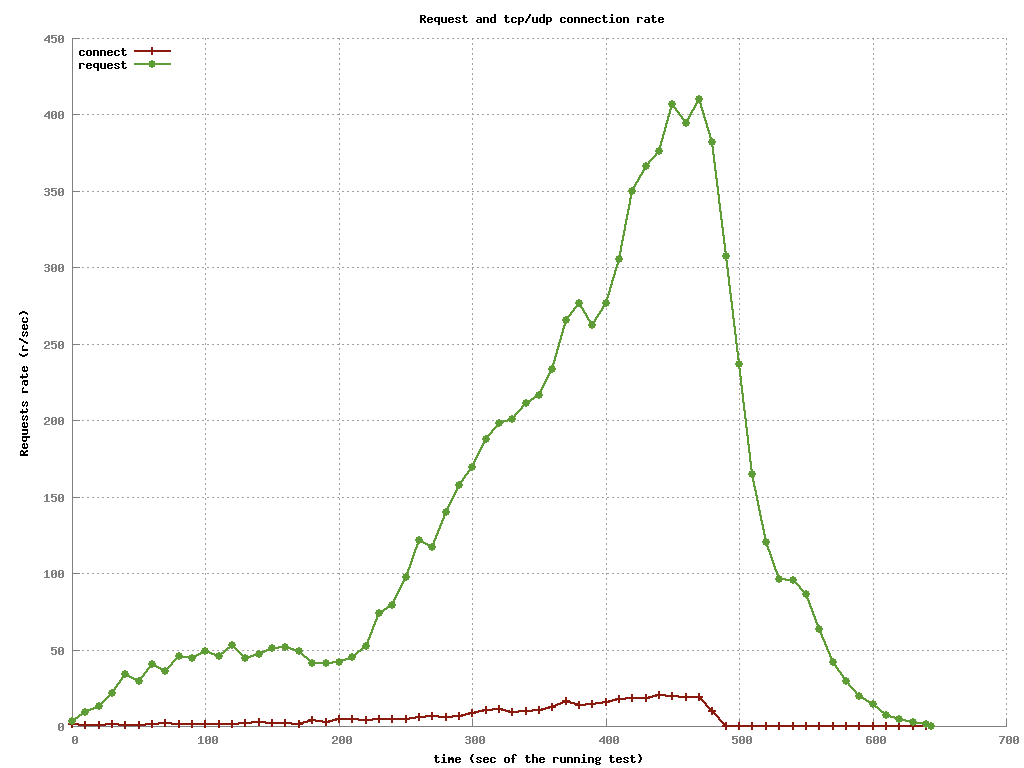 Request and tcp/udp connection rate
450
400
350
300
250
200
150
100
50
0
connect
request
Requests rate (r/sec)
0 100 200 300 400 500 600 700
time (sec of the running test)